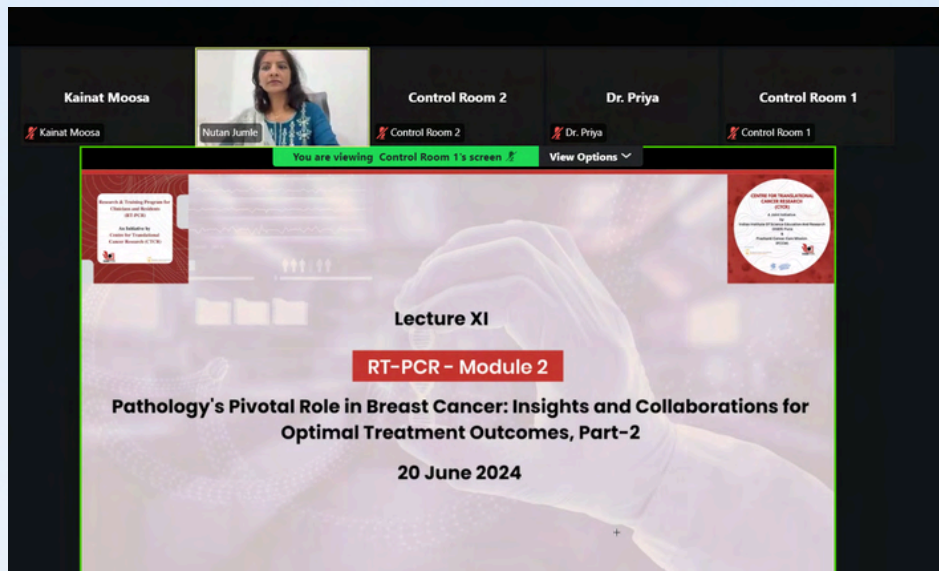 Kainat Moosa
Control Room 2
Dr. Priya
Control Room 1
Kainat Moosa
Nutan Jumle
Control Room 2
Dr. Priya
Control Room 1
You are viewing Control Room 1's screen
View Options
Research & Training Program for
Clinicians and Residents
(RT-PCR)
An Initiative by
Centre for Translational
Cancer Research (CTCR)
CENTRE FOR TRANSLATIONAL
CANCER RESEARCH
(CTCR)
Lecture XI
RT-PCR - Module 2
Pathology's Pivotal Role in Breast Cancer: Insights and Collaborations for
Optimal Treatment Outcomes, Part-2
20 June 2024